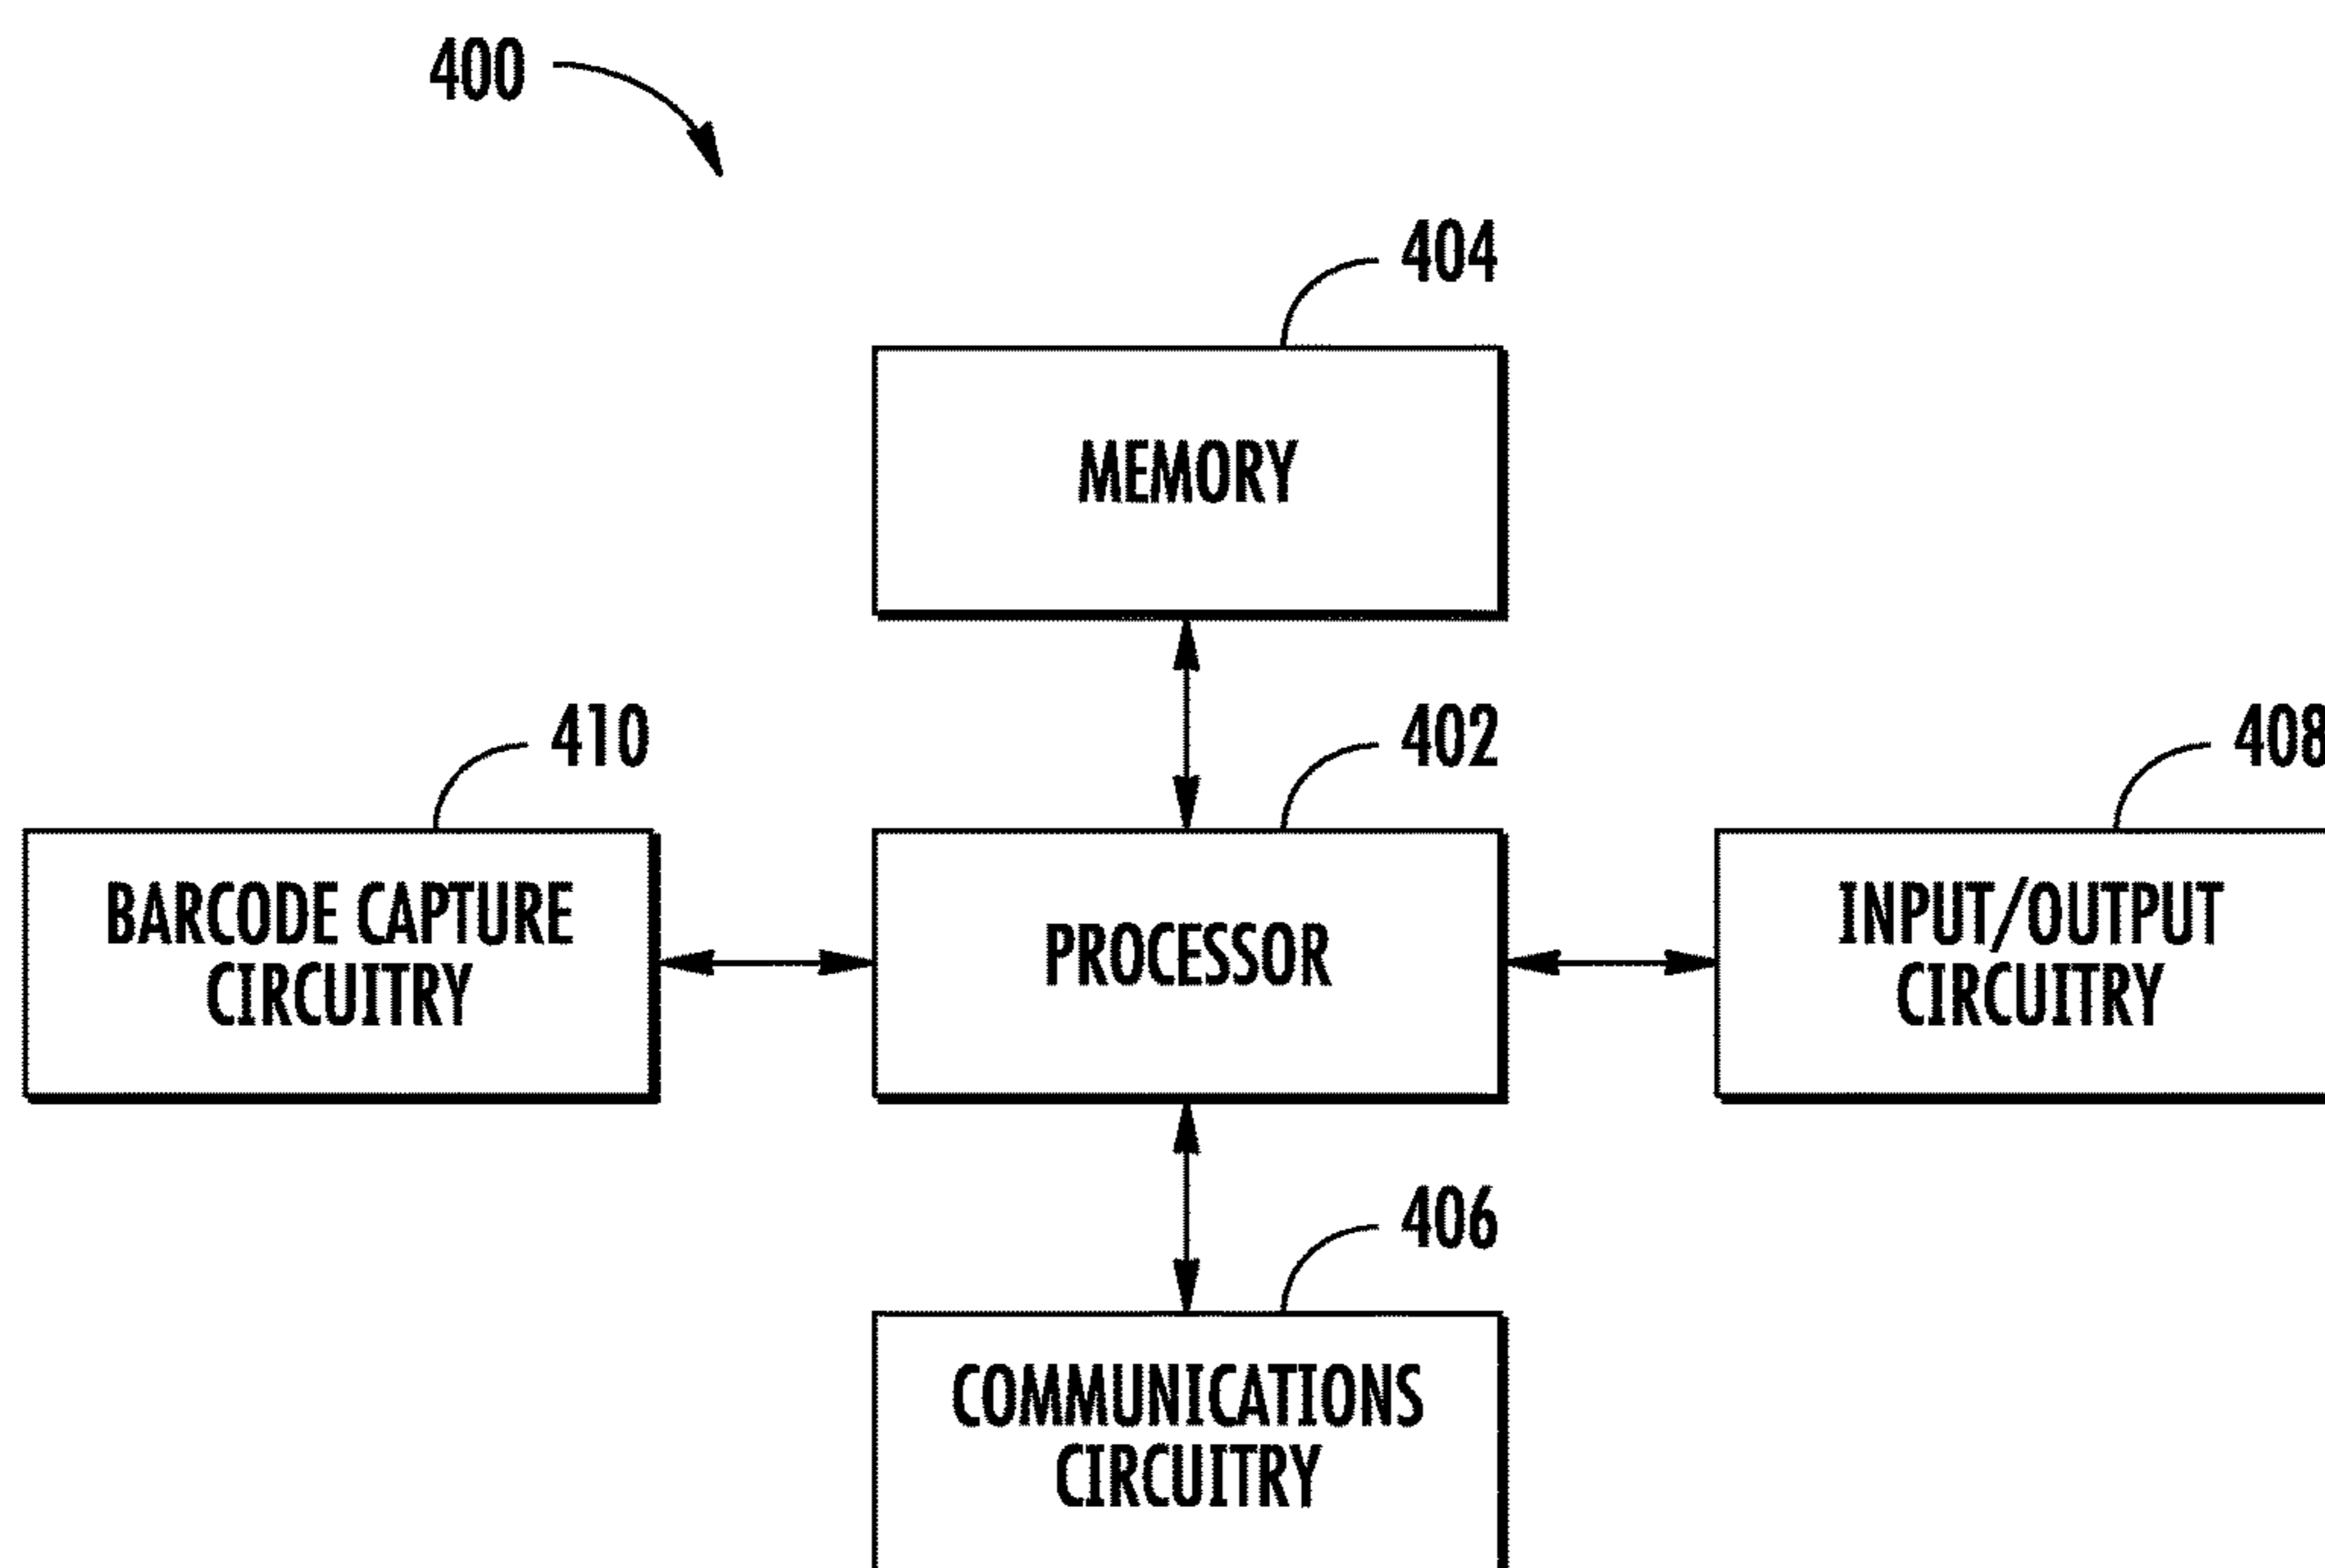 400
404
MEMORY
410
402
408
BARCODE CAPTURE
CIRCUITRY
PROCESSOR
INPUT/OUTPUT
CIRCUITRY
406
COMMUNICATIONS
CIRCUITRY